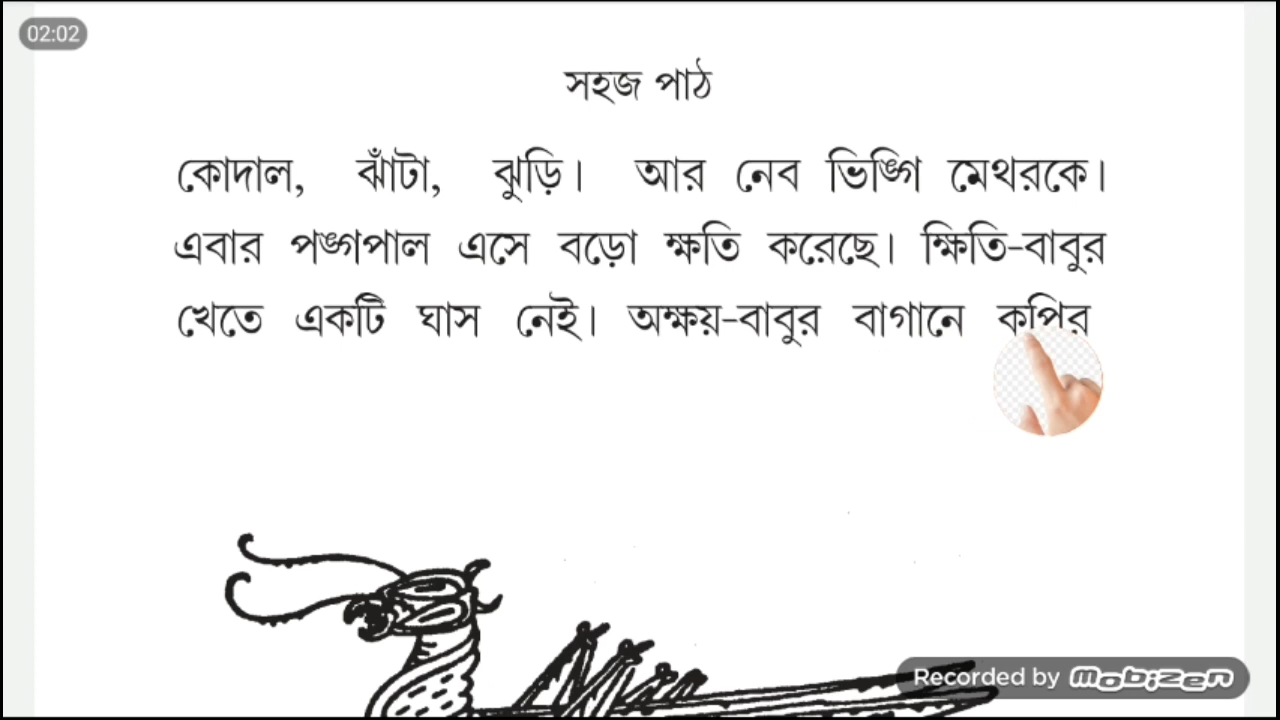 02:02
সহজ পাঠ
কোদাল, ঝাঁটা, ঝুড়ি। আর নেব ভিঙ্গি মেথরকে।
এবার পঙ্গপাল এসে বড়ো ক্ষতি করেছে। ক্ষিতি-বাবুর
খেতে একটি ঘাস নেই। অক্ষয়-বাবুর বাগানে কপির
Recorded by mobizen